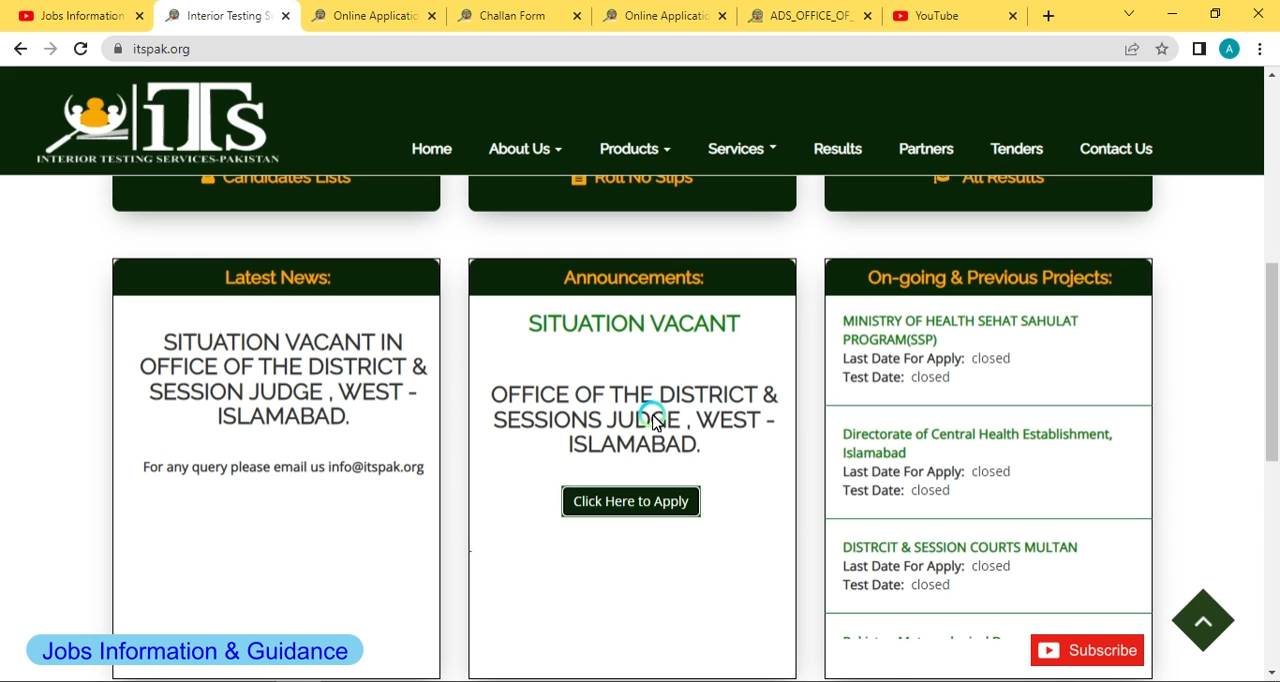 Jobs Information
Interior Testing S
Online Applicatio
Challan Form
Online Applicatio
ADS_OFFICE_OF_
YouTube
itspak.org
A
iTs
INTERIOR TESTING SERVICES-PAKISTAN
Home
About Us
Products
Services
Results
Partners
Tenders
Contact Us
Candidates Lists
Roll No Slips
All Results
Latest News:
SITUATION VACANT IN
OFFICE OF THE DISTRICT &
SESSION JUDGE , WEST -
ISLAMABAD.
For any query please email us info@itspak.org
Announcements:
SITUATION VACANT
OFFICE OF THE DISTRICT &
SESSIONS JUDGE , WEST -
ISLAMABAD.
Click Here to Apply
On-going & Previous Projects:
MINISTRY OF HEALTH SEHAT SAHULAT
PROGRAM(SSP)
Last Date For Apply: closed
Test Date: closed
Directorate of Central Health Establishment,
Islamabad
Last Date For Apply: closed
Test Date: closed
DISTRCIT & SESSION COURTS MULTAN
Last Date For Apply: closed
Test Date: closed
Jobs Information & Guidance
Subscribe